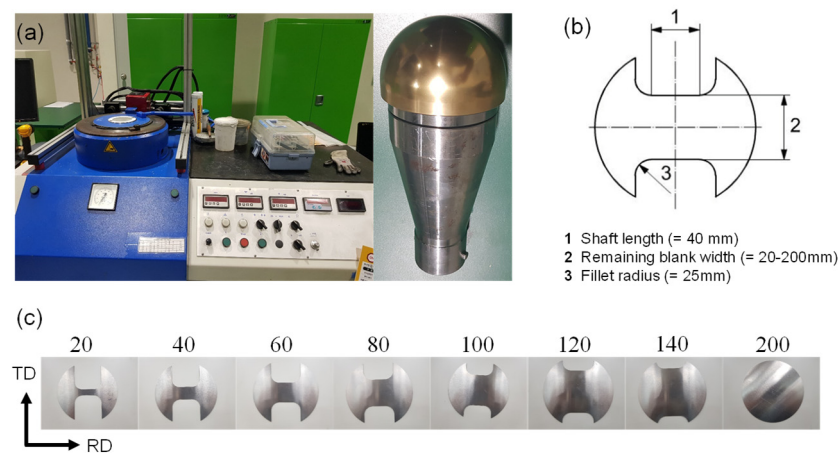 (a)
(b)
1
2
3
1 Shaft length (= 40 mm)
2 Remaining blank width (= 20-200mm)
3 Fillet radius (= 25mm)
(c)
20 40 60 80 100 120 140 200
TD
RD